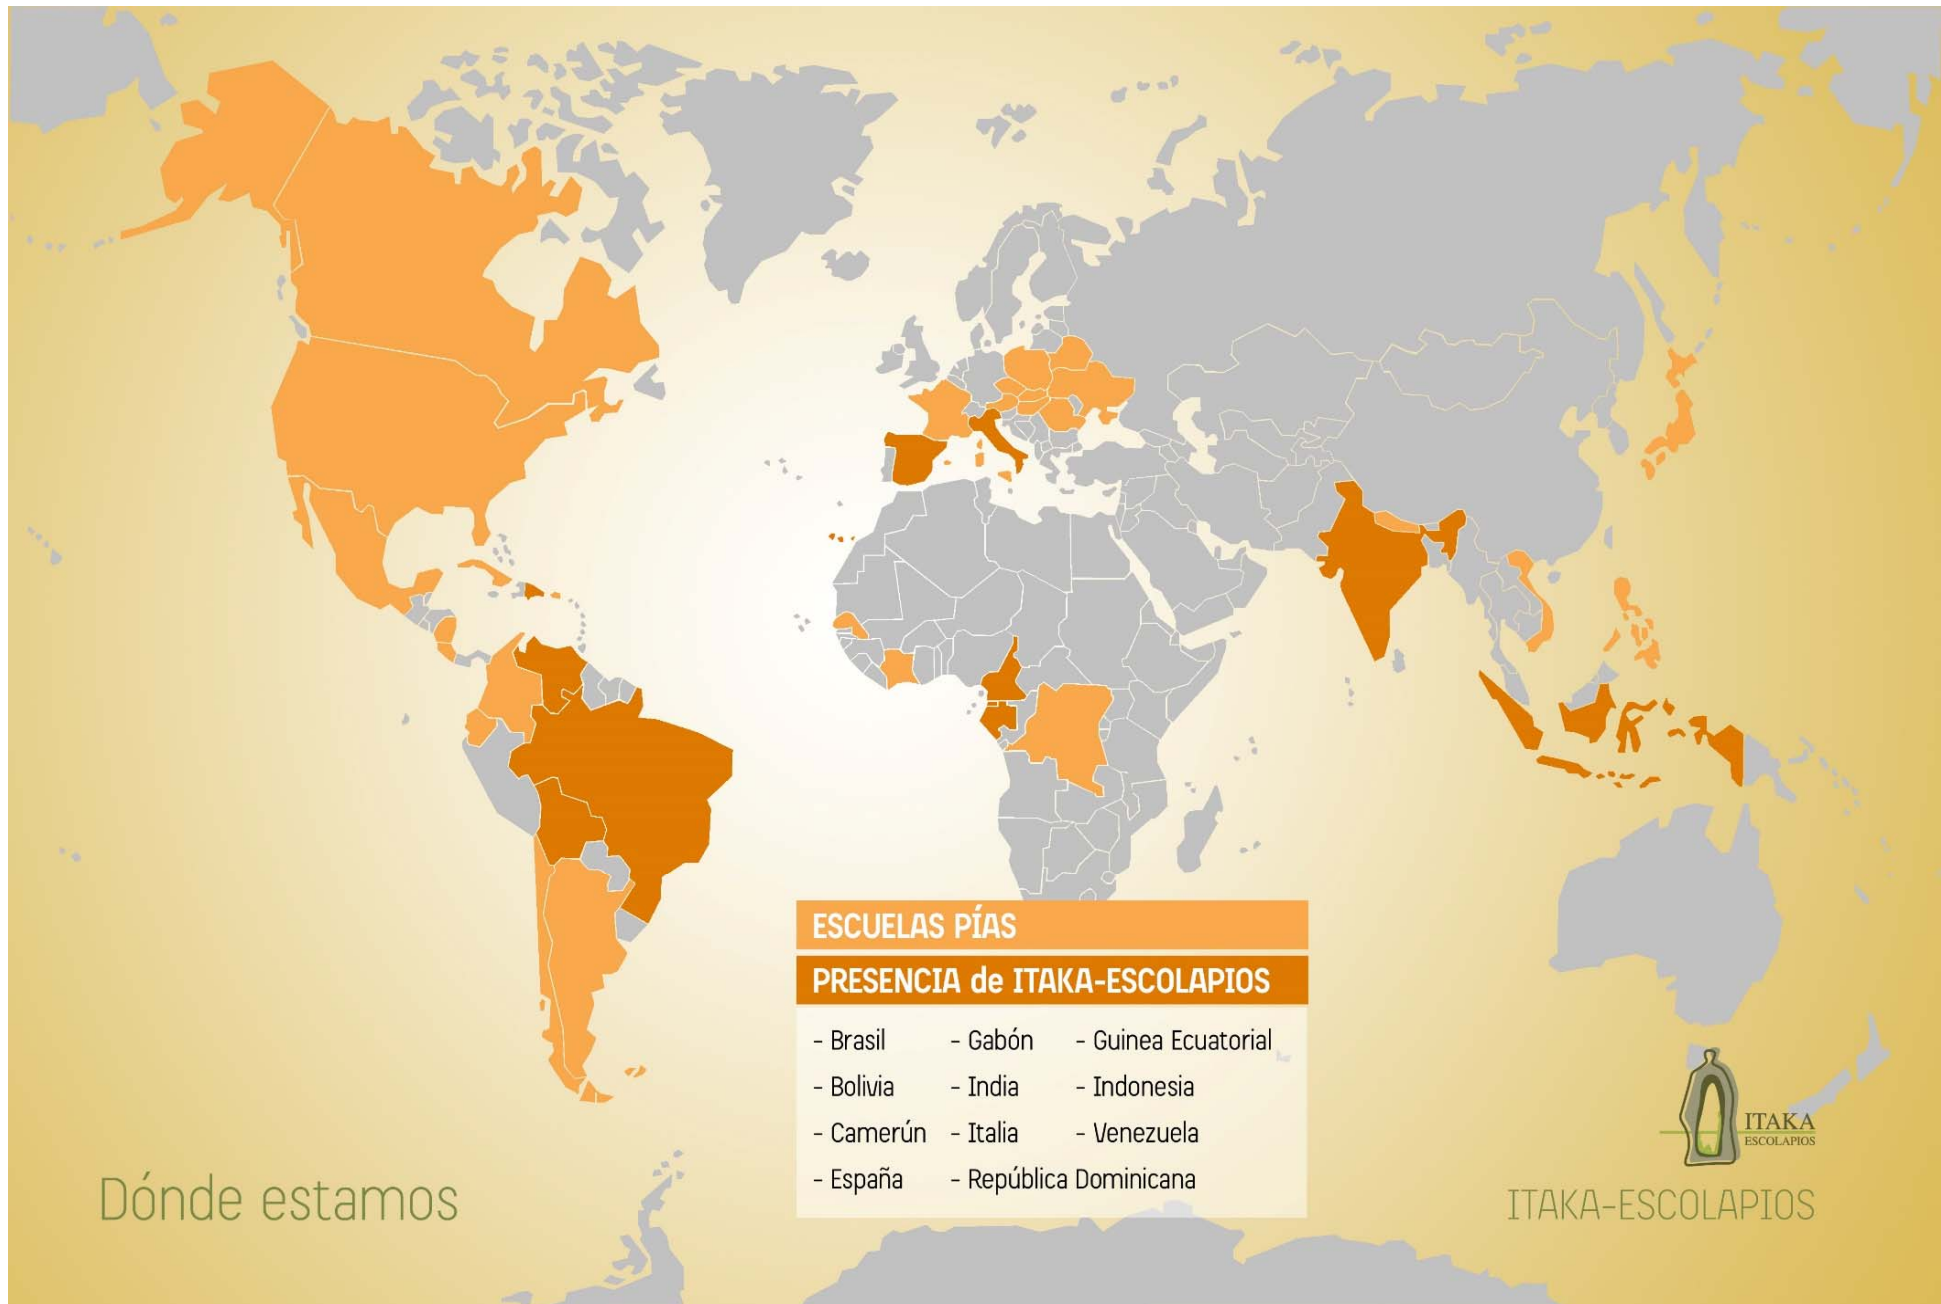 ESCUELAS PÍAS
PRESENCIA de ITAKA-ESCOLAPIOS
- Brasil - Gabón - Guinea Ecuatorial
- Bolivia - India - Indonesia
- Camerún - Italia - Venezuela
- España - República Dominicana
Dónde estamos
ITAKA
ESCOLAPIOS
ITAKA-ESCOLAPIOS